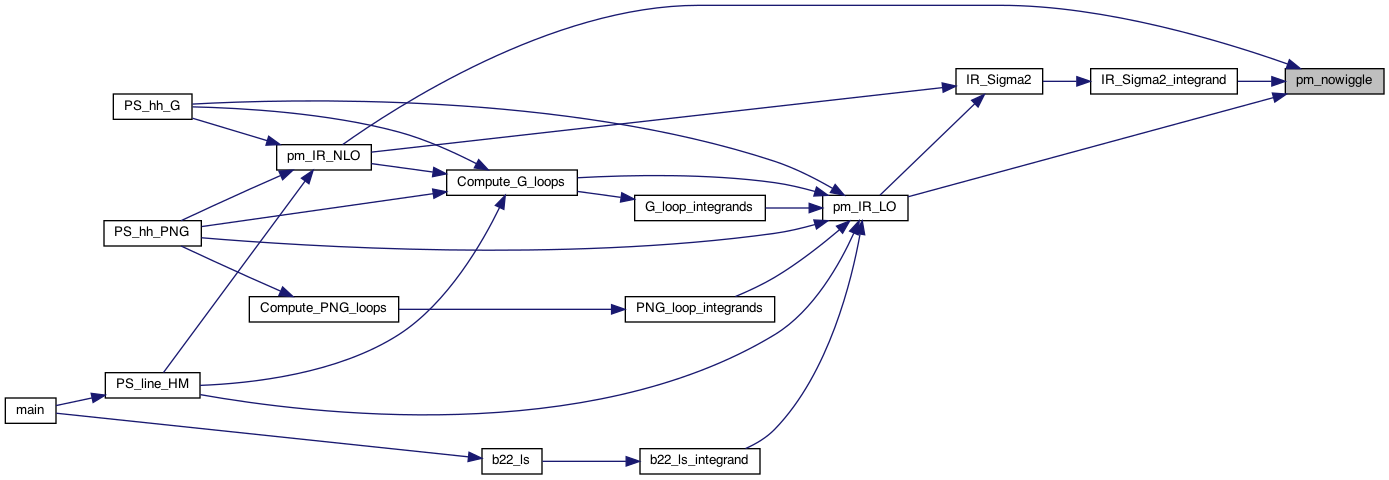 pm_nowiggle
IR_Sigma2
IR_Sigma2_integrand
PS_hh_G
pm_IR_NLO
Compute_G_loops
G_loop_integrands
pm_IR_LO
PS_hh_PNG
Compute_PNG_loops
PNG_loop_integrands
PS_line_HM
main
b22_ls
b22_ls_integrand